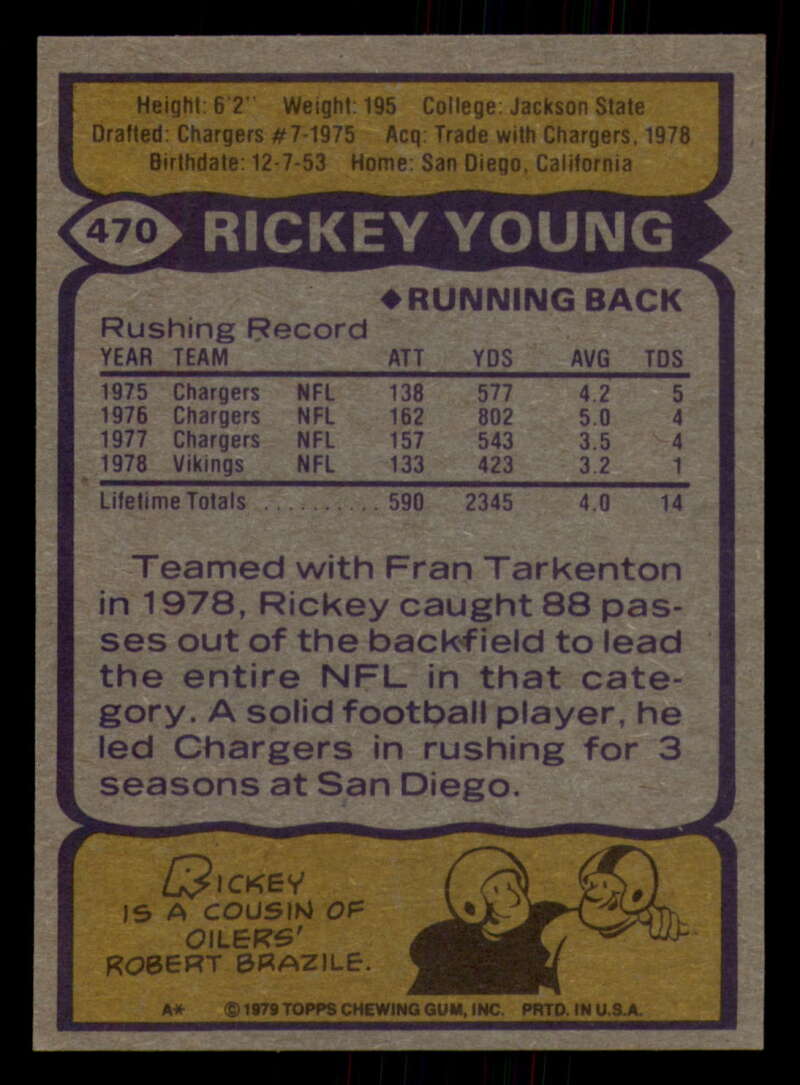 Height: 6'2" Weight: 195 College: Jackson State
Drafted: Chargers #7-1975 Acq: Trade with Chargers, 1978
Birthdate: 12-7-53 Home: San Diego, California
470 RICKEY YOUNG
◆RUNNING BACK
Rushing Record
YEAR TEAM ATT YDS AVG TDS
1975 Chargers NFL 138 577 4.2 5
1976 Chargers NFL 162 802 5.0 4
1977 Chargers NFL 157 543 3.5 4
1978 Vikings NFL 133 423 3.2 1
Lifetime Totals .......... 590 2345 4.0 14
Teamed with Fran Tarkenton
in 1978, Rickey caught 88 pas-
ses out of the backfield to lead
the entire NFL in that cate-
gory. A solid football player, he
led Chargers in rushing for 3
seasons at San Diego.
RICKEY
IS A COUSIN OF
OILERS'
ROBERT BRAZILE.
A* © 1979 TOPPS CHEWING GUM, INC. PRTD. IN U.S.A.